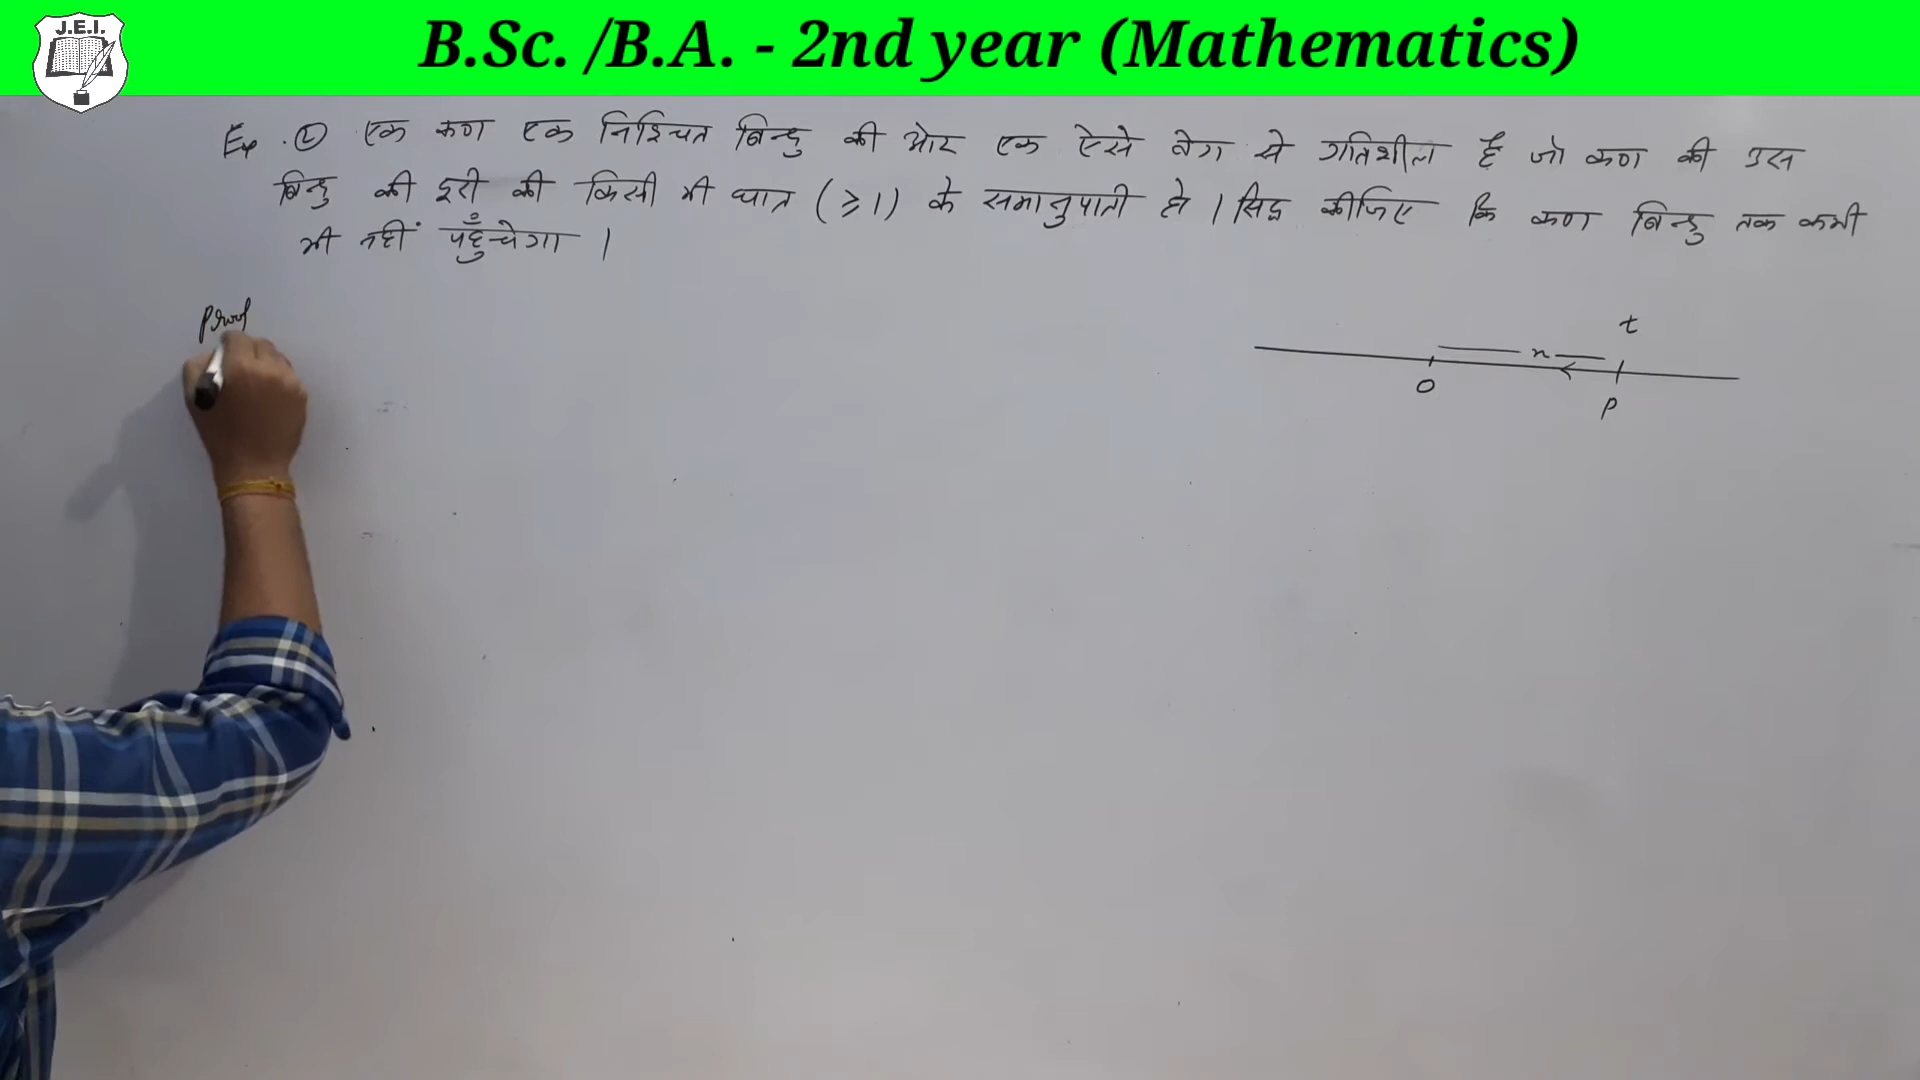 J.E.I.
B.Sc. /B.A. - 2nd year (Mathematics)
Ex. ② एक कण एक निश्चित बिन्दु की ओर एक ऐसे वेग से गतिशील है जो कण की उस
बिन्दु की दूरी की किसी भी घात (≥1) के समानुपाती हो। सिद्ध कीजिए कि कण बिन्दु तक कभी
भी नहीं पहुँचेगा।
Proof
t
x
O
P